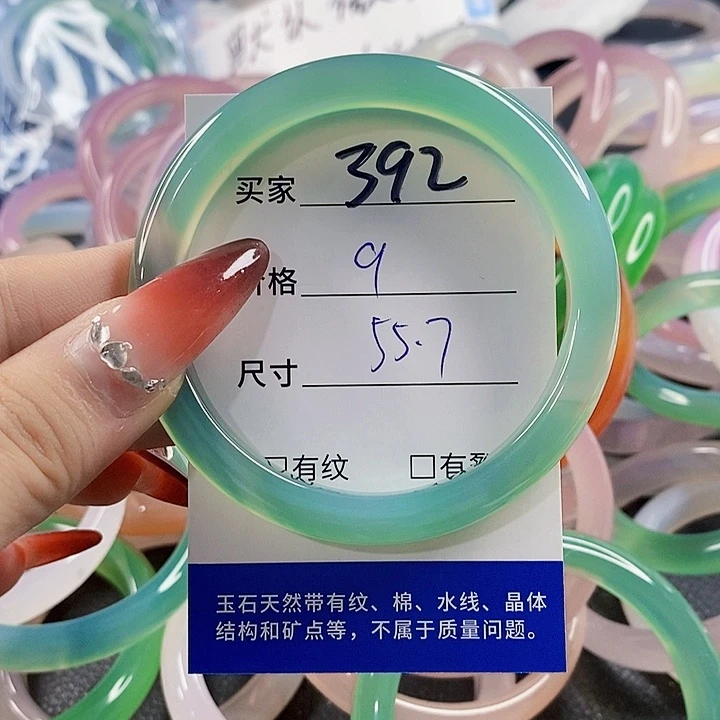 买家 392
格 9
尺寸 55.7
□有纹 □有
玉石天然带有纹、棉、水线、晶体
结构和矿点等，不属于质量问题。